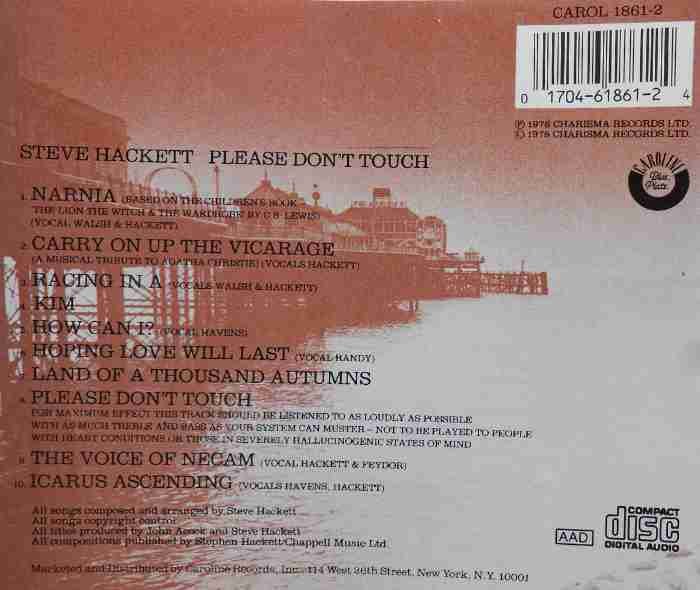 CAROL 1861-2
0 1704-61861-2 4
℗ 1978 CHARISMA RECORDS LTD.
© 1978 CHARISMA RECORDS LTD.
CAROLINE
Blue Plate
STEVE HACKETT PLEASE DON'T TOUCH
1. NARNIA (BASED ON THE CHILDREN'S BOOK
'THE LION THE WITCH & THE WARDROBE' BY C.S. LEWIS)
(VOCAL WALSH & HACKETT)
2. CARRY ON UP THE VICARAGE
(A MUSICAL TRIBUTE TO AGATHA CHRISTIE) (VOCALS HACKETT)
3. RACING IN A (VOCALS WALSH & HACKETT)
4. KIM
5. HOW CAN I? (VOCAL HAVENS)
6. HOPING LOVE WILL LAST (VOCAL RANDY)
7. LAND OF A THOUSAND AUTUMNS
8. PLEASE DON'T TOUCH
FOR MAXIMUM EFFECT THIS TRACK SHOULD BE LISTENED TO AS LOUDLY AS POSSIBLE
WITH AS MUCH TREBLE AND BASS AS YOUR SYSTEM CAN MUSTER – NOT TO BE PLAYED TO PEOPLE
WITH HEART CONDITIONS OR THOSE IN SEVERELY HALLUCINOGENIC STATES OF MIND
9. THE VOICE OF NECAM (VOCAL HACKETT & FEYDOR)
10. ICARUS ASCENDING (VOCALS HAVENS, HACKETT)
All songs composed and arranged by Steve Hackett
All songs copyright control
All titles produced by John Acock and Steve Hackett
All compositions published by Stephen Hackett/Chappell Music Ltd.
AAD
COMPACT
disc
DIGITAL AUDIO
Marketed and Distributed by Caroline Records, Inc. 114 West 26th Street, New York, N.Y. 10001